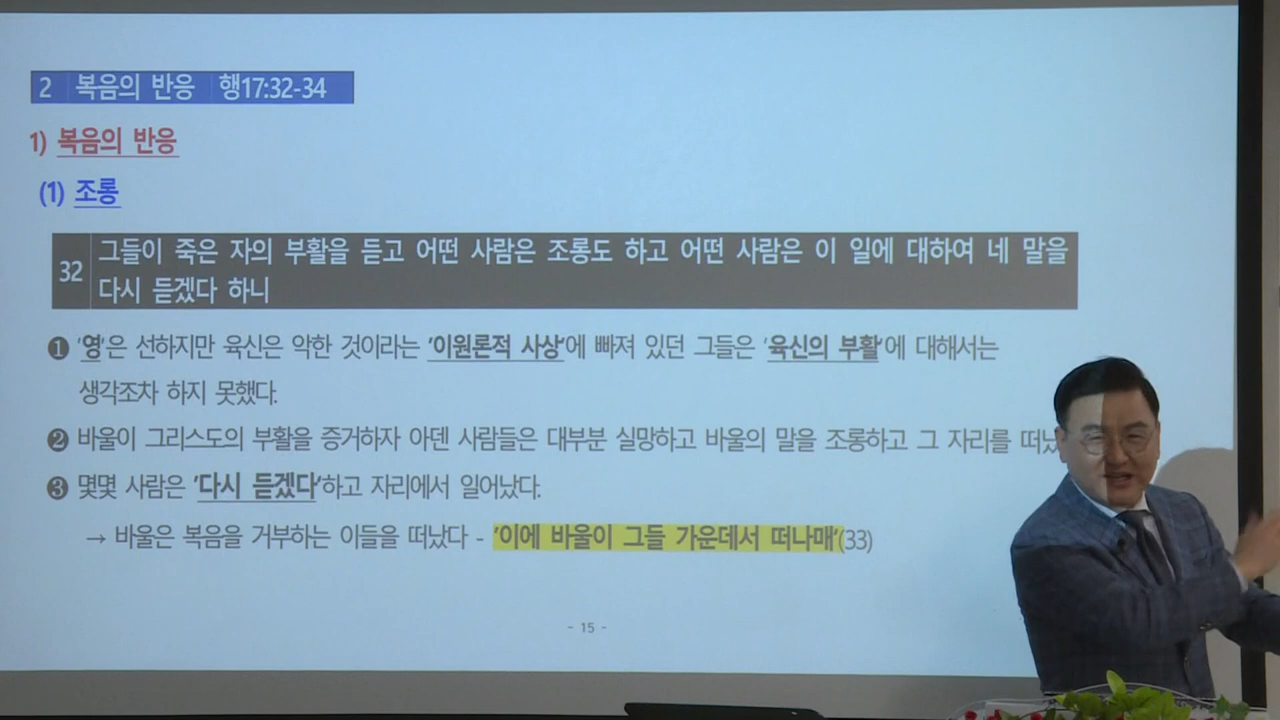 2 복음의 반응 행17:32-34
1) 복음의 반응
(1) 조롱
32 그들이 죽은 자의 부활을 듣고 어떤 사람은 조롱도 하고 어떤 사람은 이 일에 대하여 네 말을
다시 듣겠다 하니
❶ '영'은 선하지만 육신은 악한 것이라는 '이원론적 사상'에 빠져 있던 그들은 '육신의 부활'에 대해서는
생각조차 하지 못했다.
❷ 바울이 그리스도의 부활을 증거하자 아덴 사람들은 대부분 실망하고 바울의 말을 조롱하고 그 자리를
❸ 몇몇 사람은 '다시 듣겠다'하고 자리에서 일어났다.
→ 바울은 복음을 거부하는 이들을 떠났다 - '이에 바울이 그들 가운데서 떠나매'(33)
- 15 -